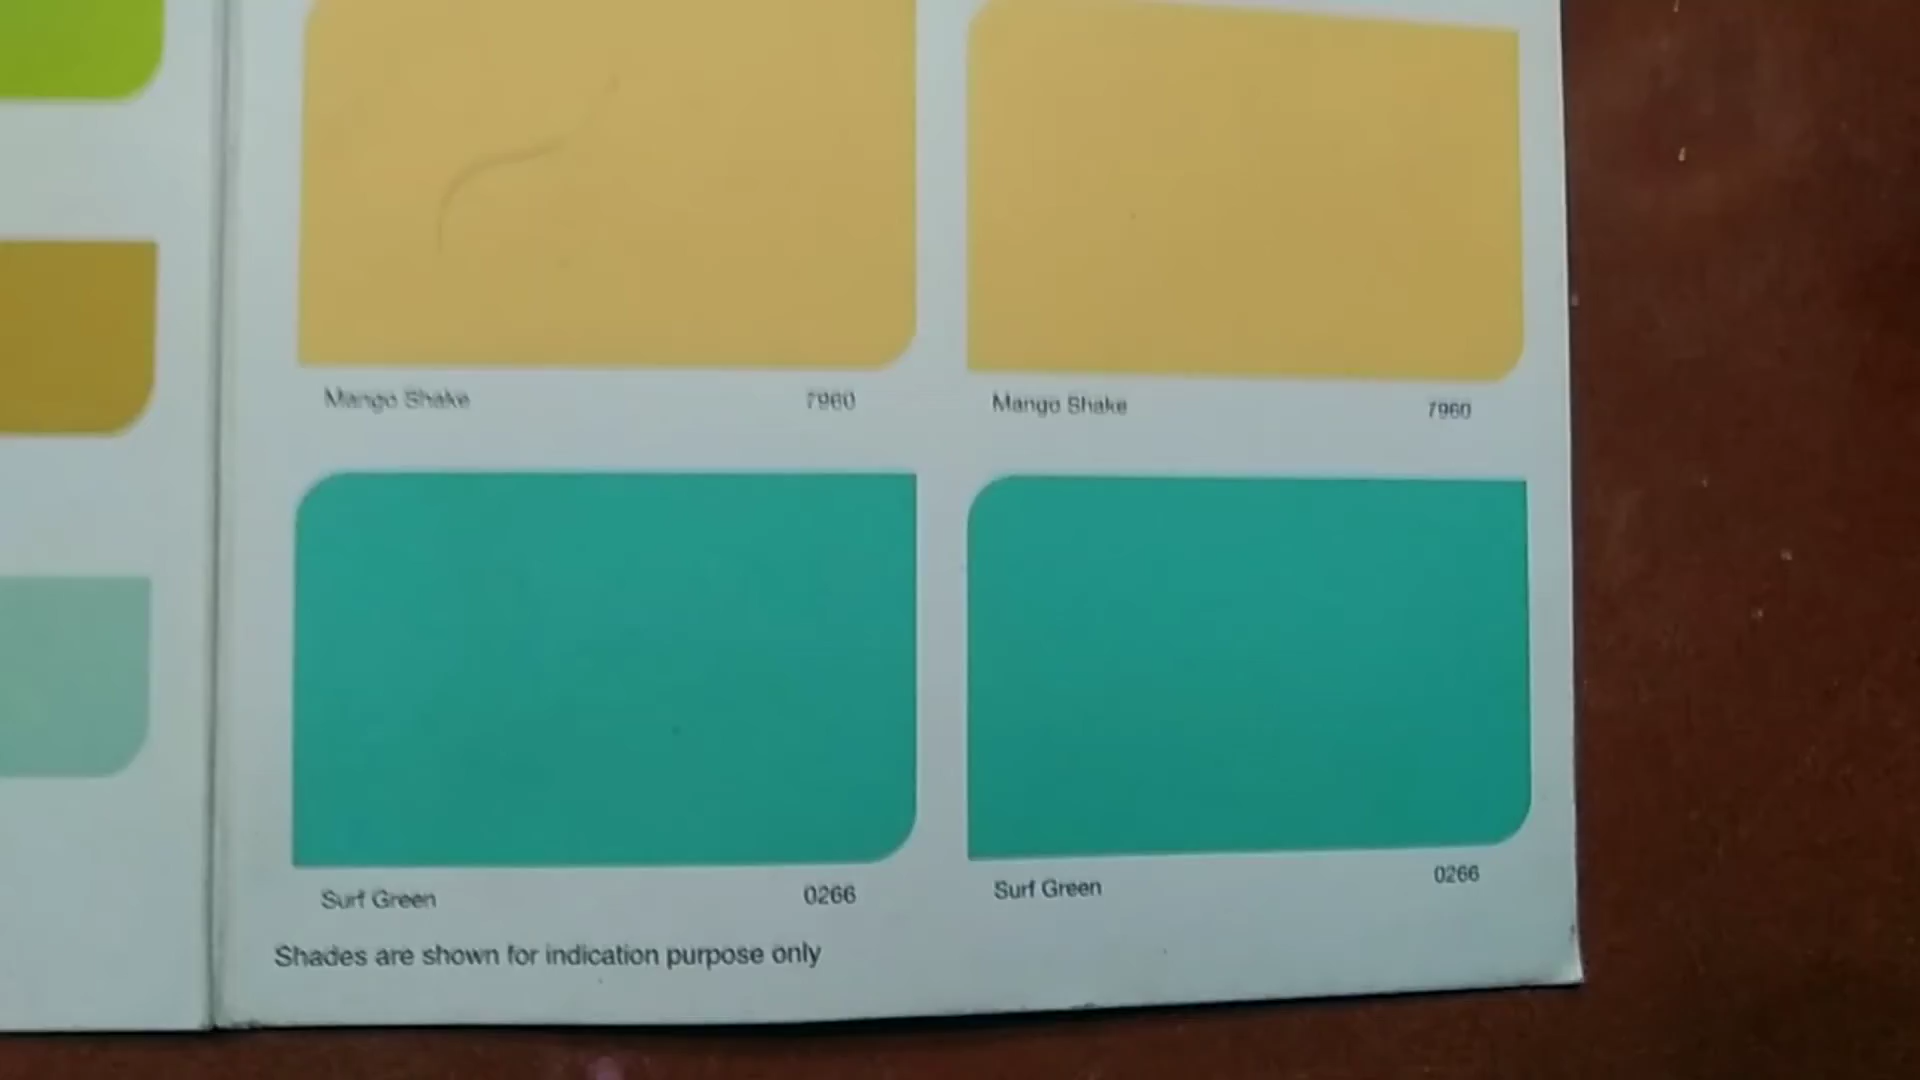 Mango Shake 7960 Mango Shake 7960
Surf Green 0266 Surf Green 0266
Shades are shown for indication purpose only